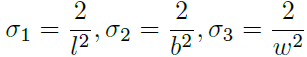 σ₁ = 2/l², σ₂ = 2/b², σ₃ = 2/w²